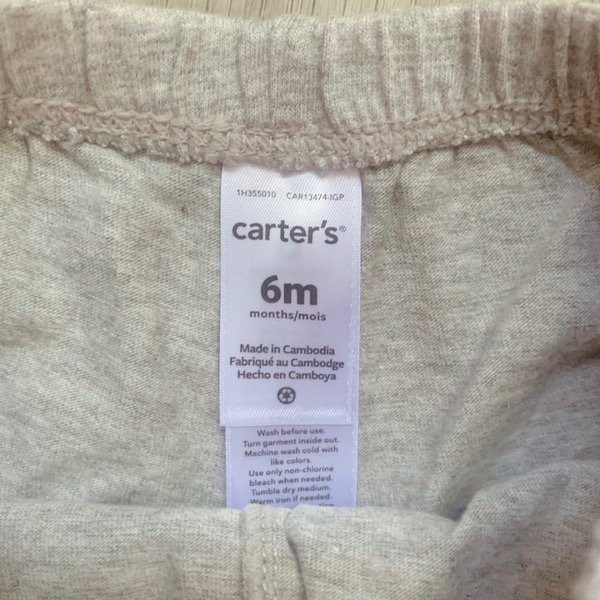 1H355010 CAR13474-IGP
carter's®
6m
months/mois
Made in Cambodia
Fabriqué au Cambodge
Hecho en Camboya
Wash before use.
Turn garment inside out.
Machine wash cold with
like colors.
Use only non-chlorine
bleach when needed.
Tumble dry medium.
Warm iron if needed.